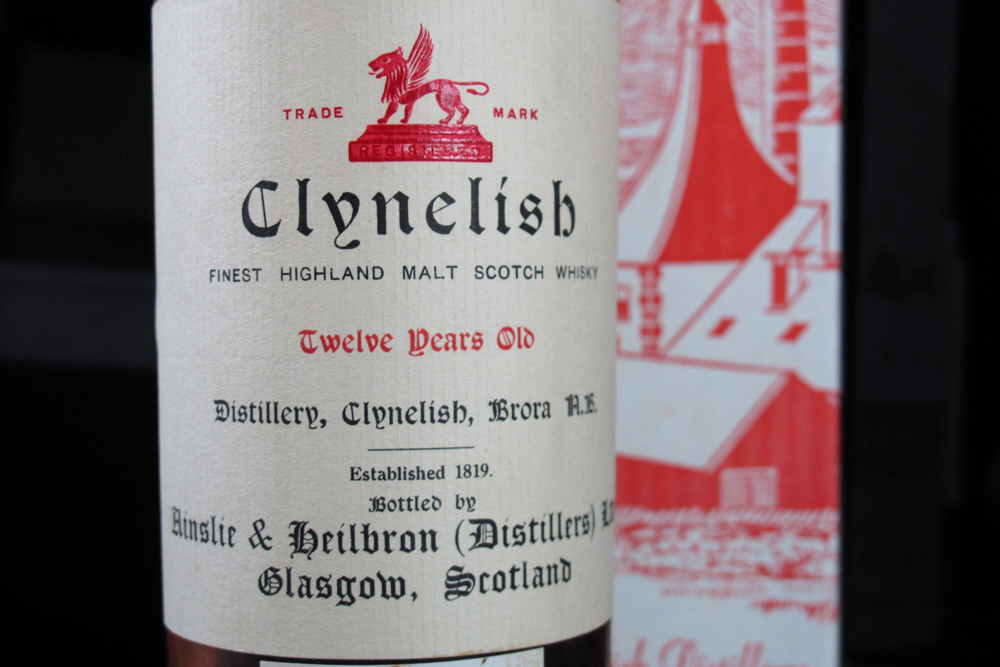 TRADE MARK
REGISTERED
Clynelish
FINEST HIGHLAND MALT SCOTCH WHISKY
Twelve Years Old
Distillery, Clynelish, Brora N.B.
Established 1819.
Bottled by
Ainslie & Heilbron (Distillers)
Glasgow, Scotland